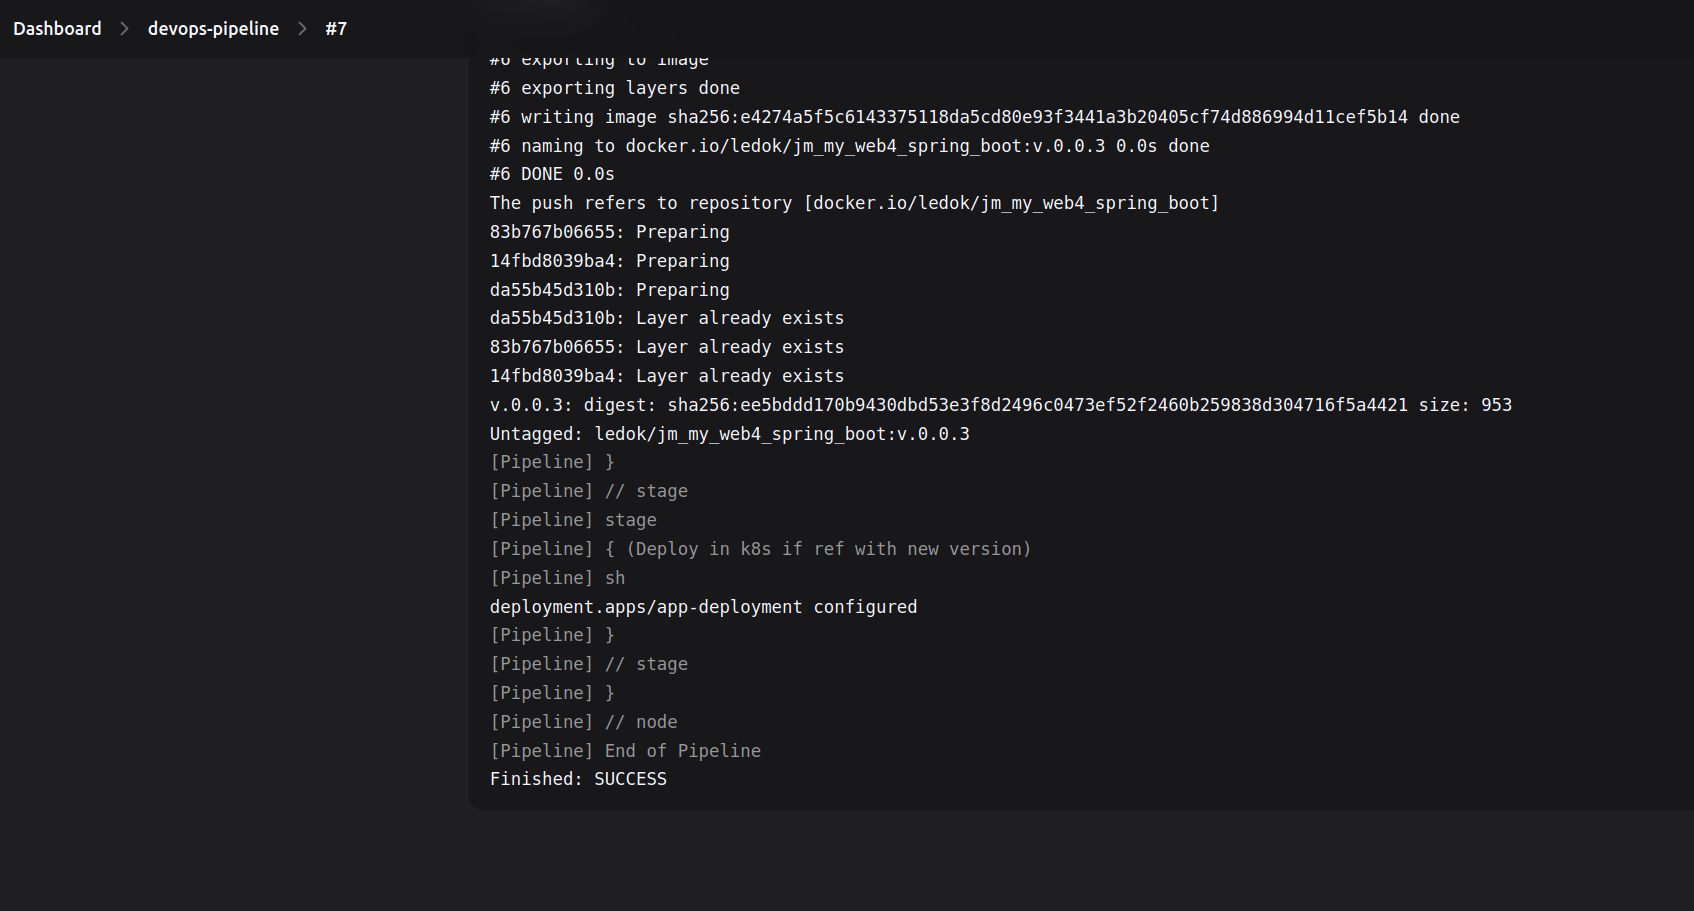 Dashboard > devops-pipeline > #7
#6 exporting to image
#6 exporting layers done
#6 writing image sha256:e4274a5f5c6143375118da5cd80e93f3441a3b20405cf74d886994d11cef5b14 done
#6 naming to docker.io/ledok/jm_my_web4_spring_boot:v.0.0.3 0.0s done
#6 DONE 0.0s
The push refers to repository [docker.io/ledok/jm_my_web4_spring_boot]
83b767b06655: Preparing
14fbd8039ba4: Preparing
da55b45d310b: Preparing
da55b45d310b: Layer already exists
83b767b06655: Layer already exists
14fbd8039ba4: Layer already exists
v.0.0.3: digest: sha256:ee5bddd170b9430dbd53e3f8d2496c0473ef52f2460b259838d304716f5a4421 size: 953
Untagged: ledok/jm_my_web4_spring_boot:v.0.0.3
[Pipeline] }
[Pipeline] // stage
[Pipeline] stage
[Pipeline] { (Deploy in k8s if ref with new version)
[Pipeline] sh
deployment.apps/app-deployment configured
[Pipeline] }
[Pipeline] // stage
[Pipeline] }
[Pipeline] // node
[Pipeline] End of Pipeline
Finished: SUCCESS